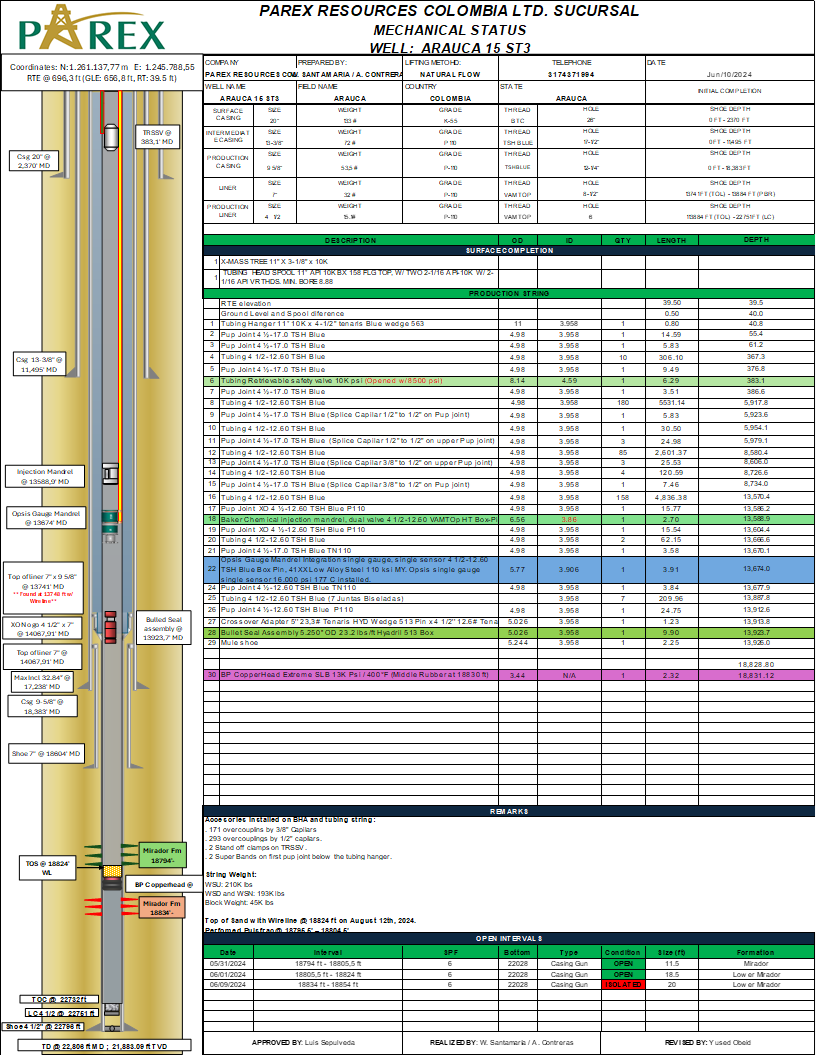 PAREX
PAREX RESOURCES COLOMBIA LTD. SUCURSAL
MECHANICAL STATUS
WELL: ARAUCA 15 ST3
Coordinates: N:1.261.137,77 m E: 1.245.788,55
RTE @ 696,3 ft (GLE: 656,8 ft, RT: 39.5 ft)
COMPANY PREPARED BY: LIFTING METOHD: TELEPHONE DATE
PAREX RESOURCES COL W. SANTAMARIA / A. CONTRERA NATURAL FLOW 3174371994 Jun/10/2024
WELL NAME FIELD NAME COUNTRY STATE INITIAL COMPLETION
ARAUCA 15 ST3 ARAUCA COLOMBIA ARAUCA
SURFACE CASING SIZE WEIGHT GRADE THREAD HOLE SHOE DEPTH
20" 133 # K-55 BTC 26" 0 FT - 2370 FT
INTERMEDIAT E CASING SIZE WEIGHT GRADE THREAD HOLE SHOE DEPTH
13-3/8" 72 # P 110 TSH BLUE 17-1/2" 0 FT - 11,495 FT
PRODUCTION CASING SIZE WEIGHT GRADE THREAD HOLE SHOE DEPTH
9 5/8" 53.5 # P-110 TSH BLUE 12-1/4" 0 FT - 18,383 FT
LINER SIZE WEIGHT GRADE THREAD HOLE SHOE DEPTH
7" 32 # P-110 VAM TOP 8-1/2" 13741 FT (TOL) - 13884 FT (PBR)
PRODUCTION LINER SIZE WEIGHT GRADE THREAD HOLE SHOE DEPTH
4 1/2 15.1# P-110 VAM TOP 6 13884 FT (TOL) - 22751 FT (LC)
DESCRIPTION OD ID QTY LENGTH DEPTH
SURFACE COMPLETION
1 X-MASS TREE 11" X 3-1/8" x 10K
1 TUBING HEAD SPOOL 11" API 10K BX 158 FLG TOP, W/ TWO 2-1/16 API-10K W/ 2-
1/16 API VR THDS. MIN. BORE 8.88
PRODUCTION STRING
RTE elevation 39.50 39.5
Ground Level and Spool diference 0.50 40.0
1 Tubing Hanger 11" 10K x 4-1/2" tenaris Blue wedge 563 11 3.958 1 0.80 40.8
2 Pup Joint 4 ½-17.0 TSH Blue 4.98 3.958 1 14.59 55.4
3 Pup Joint 4 ½-17.0 TSH Blue 4.98 3.958 1 5.83 61.2
4 Tubing 4 1/2-12.60 TSH Blue 4.98 3.958 10 306.10 367.3
5 Pup Joint 4 ½-17.0 TSH Blue 4.98 3.958 1 9.49 376.8
6 Tubing Retrievable safety valve 10K psi (Opened w/8500 psi) 8.14 4.59 1 6.29 383.1
7 Pup Joint 4 ½-17.0 TSH Blue 4.98 3.958 1 3.51 386.6
8 Tubing 4 1/2-12.60 TSH Blue 4.98 3.958 180 5531.14 5,917.8
9 Pup Joint 4 ½-17.0 TSH Blue (Splice Capilar 1/2" to 1/2" on Pup joint) 4.98 3.958 1 5.83 5,923.6
10 Tubing 4 1/2-12.60 TSH Blue 4.98 3.958 1 30.50 5,954.1
11 Pup Joint 4 ½-17.0 TSH Blue (Splice Capilar 1/2" to 1/2" on upper Pup joint) 4.98 3.958 3 24.98 5,979.1
12 Tubing 4 1/2-12.60 TSH Blue 4.98 3.958 85 2,601.37 8,580.4
13 Pup Joint 4 ½-17.0 TSH Blue (Splice Capilar 3/8" to 1/2" on upper Pup joint) 4.98 3.958 3 25.53 8,606.0
14 Tubing 4 1/2-12.60 TSH Blue 4.98 3.958 4 120.59 8,726.6
15 Pup Joint 4 ½-17.0 TSH Blue (Splice Capilar 3/8" to 1/2" on Pup joint) 4.98 3.958 1 7.46 8,734.0
16 Tubing 4 1/2-12.60 TSH Blue 4.98 3.958 158 4,836.38 13,570.4
17 Pup Joint XO 4 ½-12.60 TSH Blue P110 4.98 3.958 1 15.77 13,586.2
18 Baker Chemical injection mandrel, dual valve 4 1/2-12.60 VAMTOP HT Box-Pi 6.56 3.86 1 2.70 13,588.9
19 Pup Joint XO 4 ½-12.60 TSH Blue P110 4.98 3.958 1 15.54 13,604.4
20 Tubing 4 1/2-12.60 TSH Blue 4.98 3.958 2 62.15 13,666.6
21 Pup Joint 4 ½-17.0 TSH Blue TN110 4.98 3.958 1 3.58 13,670.1
22 Opsis Gauge Mandrel Integration single gauge, single sensor 4 1/2-12.60
TSH Blue Box Pin, 41XX Low Alloy Steel 110 ksi MY. Opsis single gauge
single sensor 16.000 psi 177 C installed. 5.77 3.906 1 3.91 13,674.0
24 Pup Joint 4 ½-12.60 TSH Blue TN110 4.98 3.958 1 3.84 13,677.9
25 Tubing 4 1/2-12.60 TSH Blue (7 Juntas Biseladas) 3.958 7 209.96 13,887.8
26 Pup Joint 4 ½-12.60 TSH Blue P110 4.98 3.958 1 24.75 13,912.6
27 Crossover Adapter 5" 23,3# Tenaris HYD Wedge 513 Pin x 4 1/2" 12.6# Tena 5.026 3.958 1 1.23 13,913.8
28 Bullet Seal Assembly 5.250" OD 23.2 lbs/ft Hyadril 513 Box 5.026 3.958 1 9.90 13,923.7
29 Mule shoe 5.244 3.958 1 2.25 13,926.0
18,828.80
30 BP CopperHead Extreme SLB 13K Psi / 400°F (Middle Rubber at 18830 ft) 3.44 N/A 1 2.32 18,831.12
TRSSV @
383,1' MD
Csg 20" @
2,370' MD
Csg 13-3/8" @
11,495' MD
Injection Mandrel
@ 13588,9' MD
Opsis Gauge Mandrel
@ 13674' MD
Top of liner 7" x 9 5/8"
@ 13741' MD
**Found at 13748 ft w/
Wireline**
XO Nogo 4 1/2" x 7"
@ 14067,91' MD
Bulled Seal
assembly @
13923,7' MD
Top of liner 7" @
14067,91' MD
Max Incl 32.84° @
17,238' MD
Csg 9-5/8" @
18,383' MD
Shoe 7" @ 18604' MD
Mirador Fm
18794'-
TOS @ 18824'
WL
BP Copperhead @
Mirador Fm
18834'-
TOC @ 22732 ft
LC 4 1/2 @ 22751 ft
Shoe 4 1/2" @ 22796 ft
TD @ 22,806 ft MD ; 21,883.09 ft TVD
REMARKS
Accesories installed on BHA and tubing string:
. 171 overcouplins by 3/8" Capilars
. 293 overcouplings by 1/2" capilars.
. 2 Stand off clamps on TRSSV.
. 2 Super Bands on first pup joint below the tubing hanger.
String Weight:
WSU: 210K lbs
WSD and WSN: 193K lbs
Block Weight: 45K lbs
Top of Sand with Wireline @ 18824 ft on August 12th, 2024.
Perfomed Pulsfrag@ 18795.5' – 18804.5'
OPEN INTERVALS
Date Interval SPF Bottom Type Condition Size (ft) Formation
05/31/2024 18794 ft - 18805,5 ft 6 22028 Casing Gun OPEN 11.5 Mirador
06/01/2024 18805,5 ft - 18824 ft 6 22028 Casing Gun OPEN 18.5 Lower Mirador
06/09/2024 18834 ft - 18854 ft 6 22028 Casing Gun ISOLATED 20 Lower Mirador
APPROVED BY: Luis Sepulveda REALIZED BY: W. Santamaria / A. Contreras REVISED BY: Yused Obeid